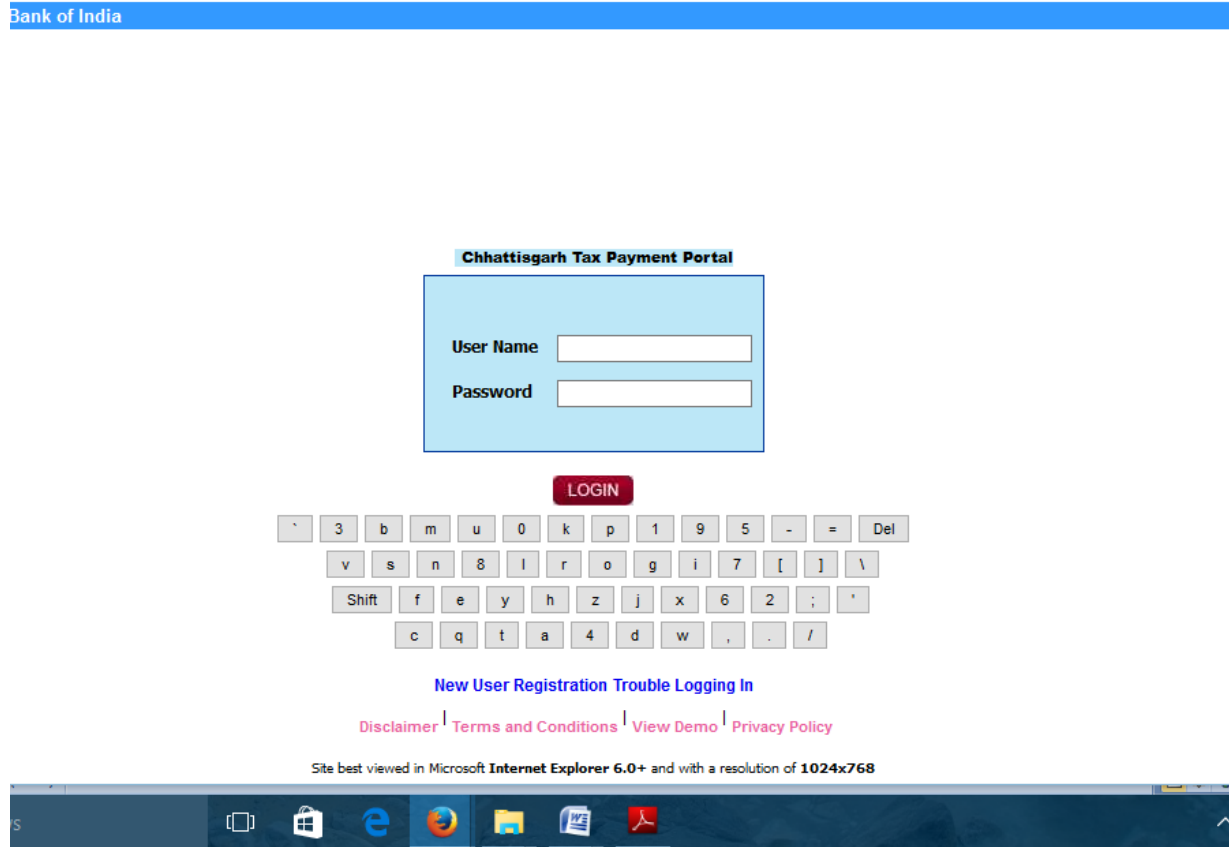 Bank of India
Chhattisgarh Tax Payment Portal
User Name
Password
LOGIN
` 3 b m u 0 k p 1 9 5 - = Del
v s n 8 l r o g i 7 [ ] \
Shift f e y h z j x 6 2 ; '
c q t a 4 d w , . /
New User Registration Trouble Logging In
Disclaimer | Terms and Conditions | View Demo | Privacy Policy
Site best viewed in Microsoft Internet Explorer 6.0+ and with a resolution of 1024x768